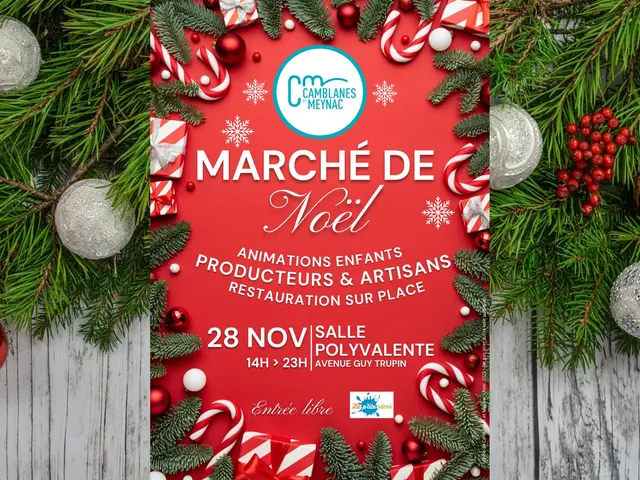 CAMBLANES
ET MEYNAC
MARCHÉ DE
Noël
ANIMATIONS ENFANTS
PRODUCTEURS & ARTISANS
RESTAURATION SUR PLACE
28 NOV
14H > 23H
SALLE
POLYVALENTE
AVENUE GUY TRUPIN
Entrée libre